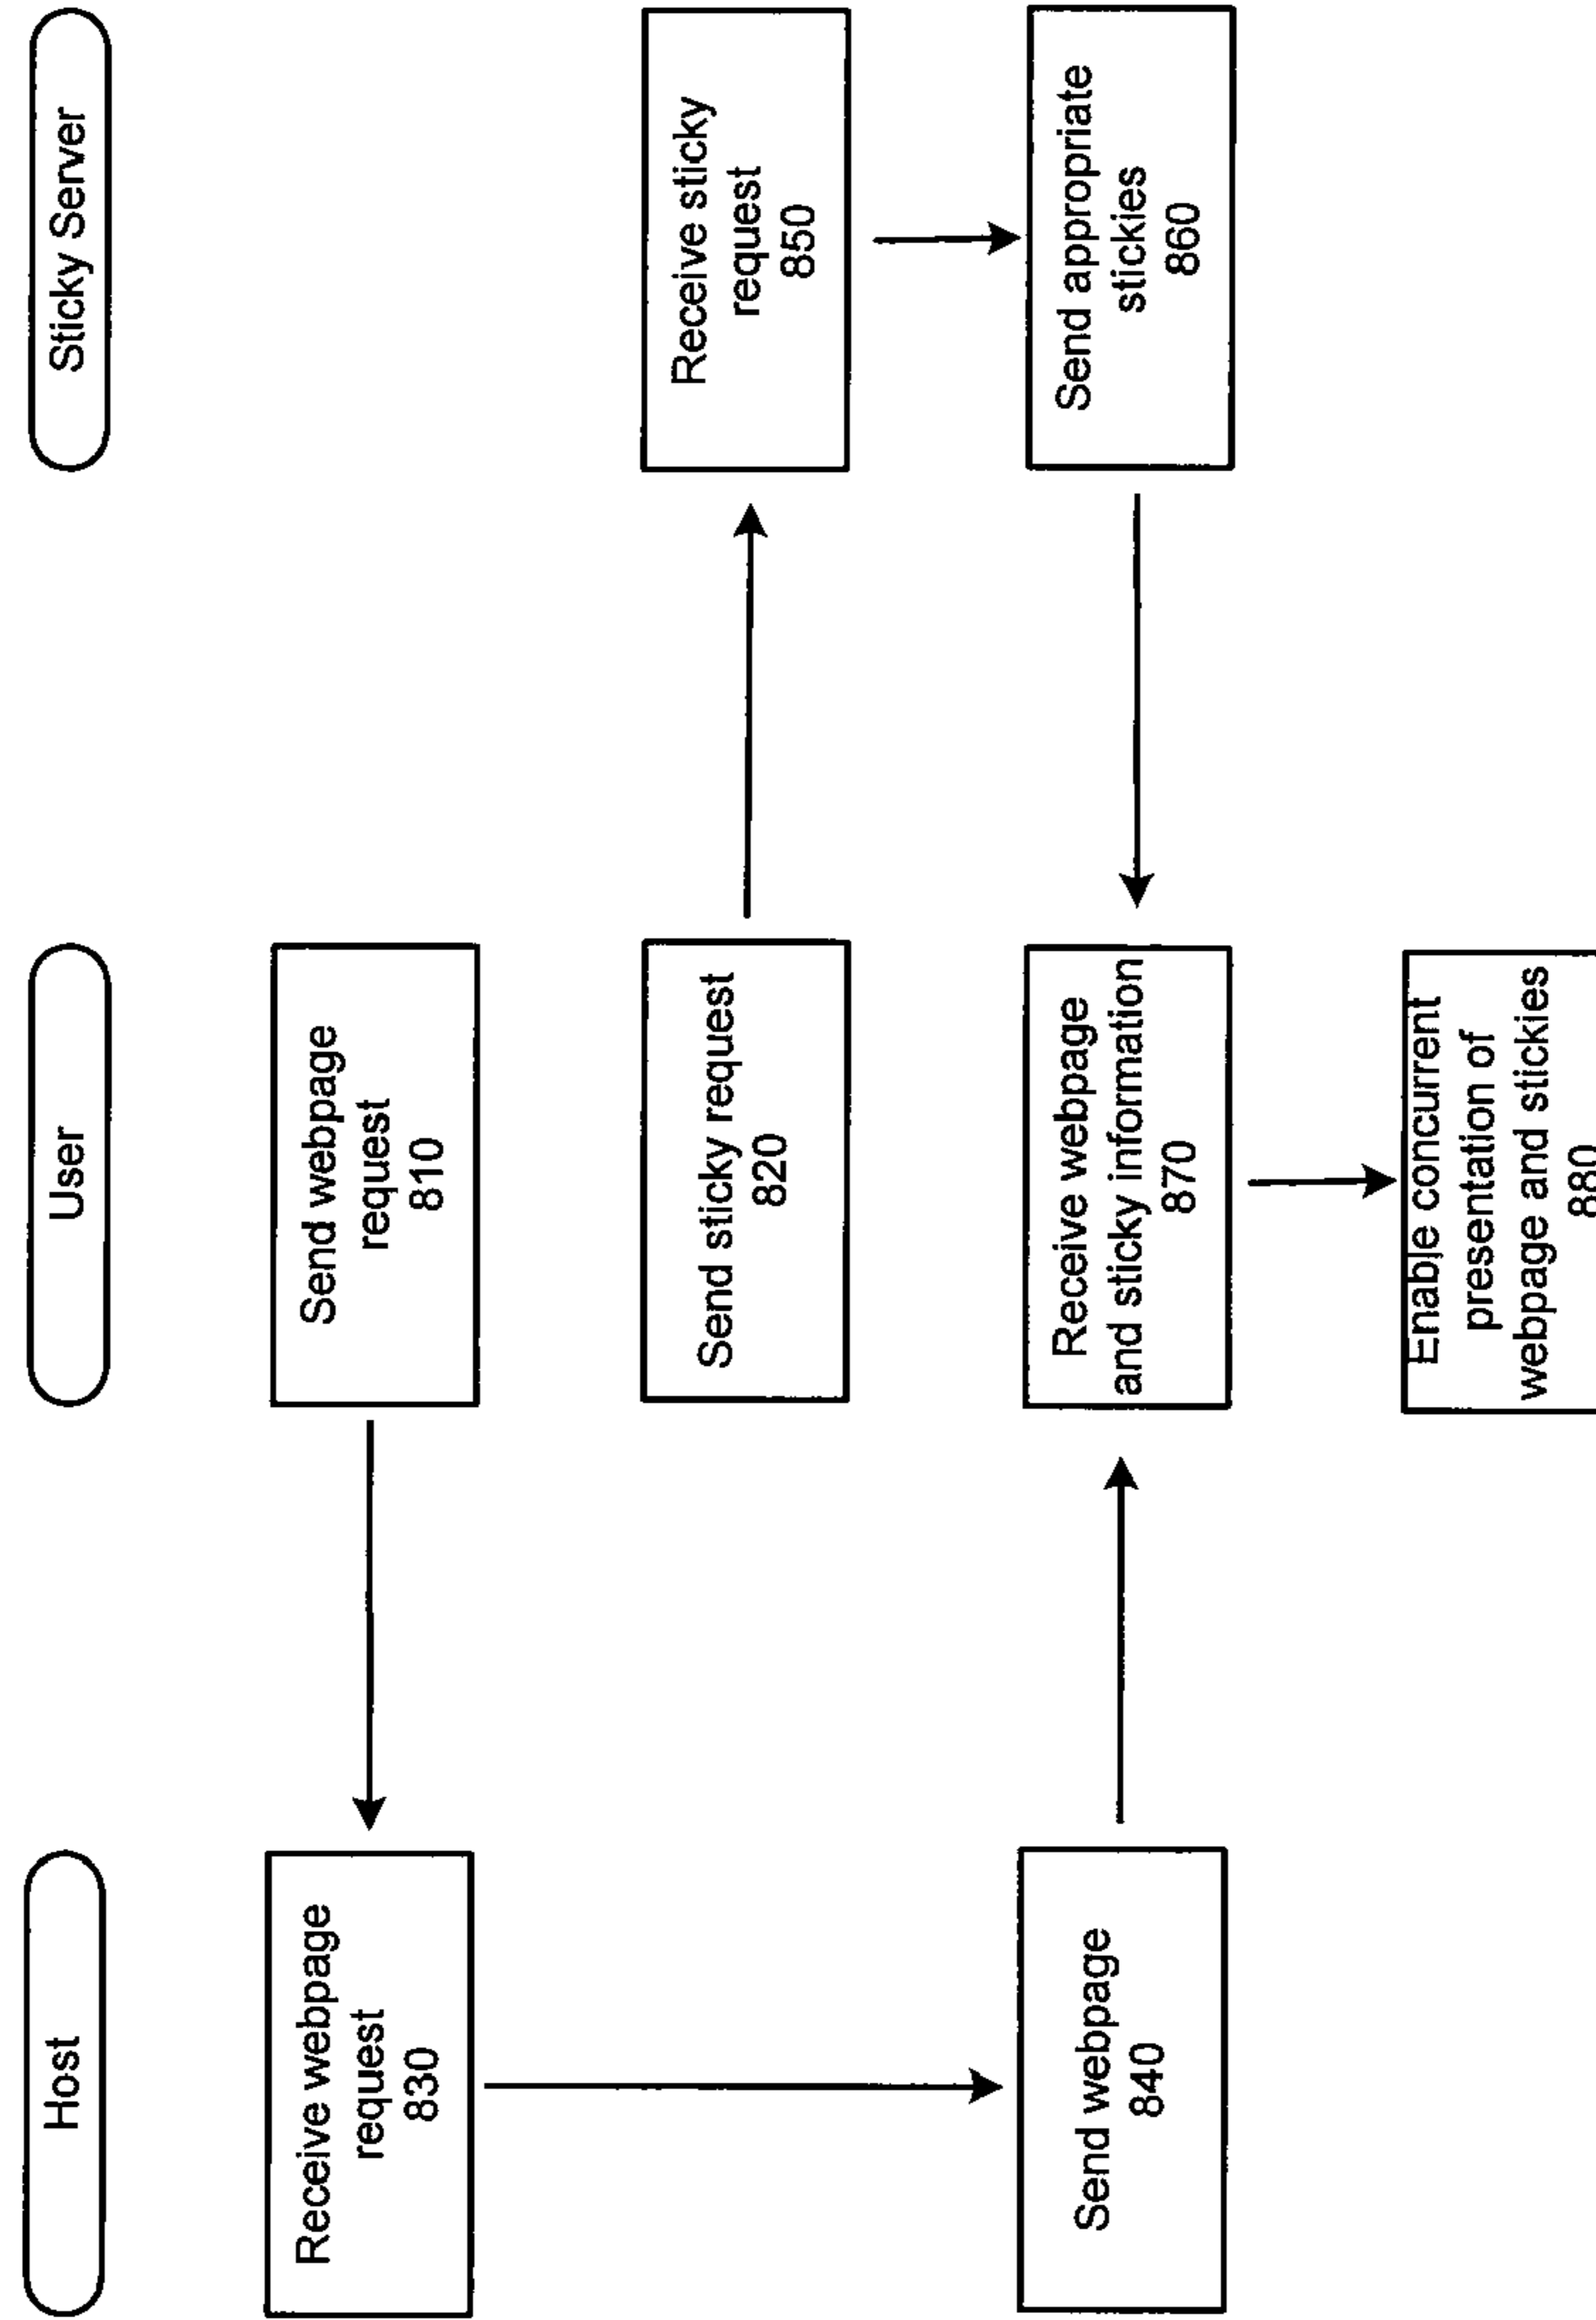 Host
User
Sticky Server
Receive webpage
request
830
Send webpage
request
810
Send sticky request
820
Receive sticky
request
850
Send webpage
840
Receive webpage
and sticky information
870
Send appropriate
stickies
860
Enable concurrent
presentation of
webpage and stickies
880